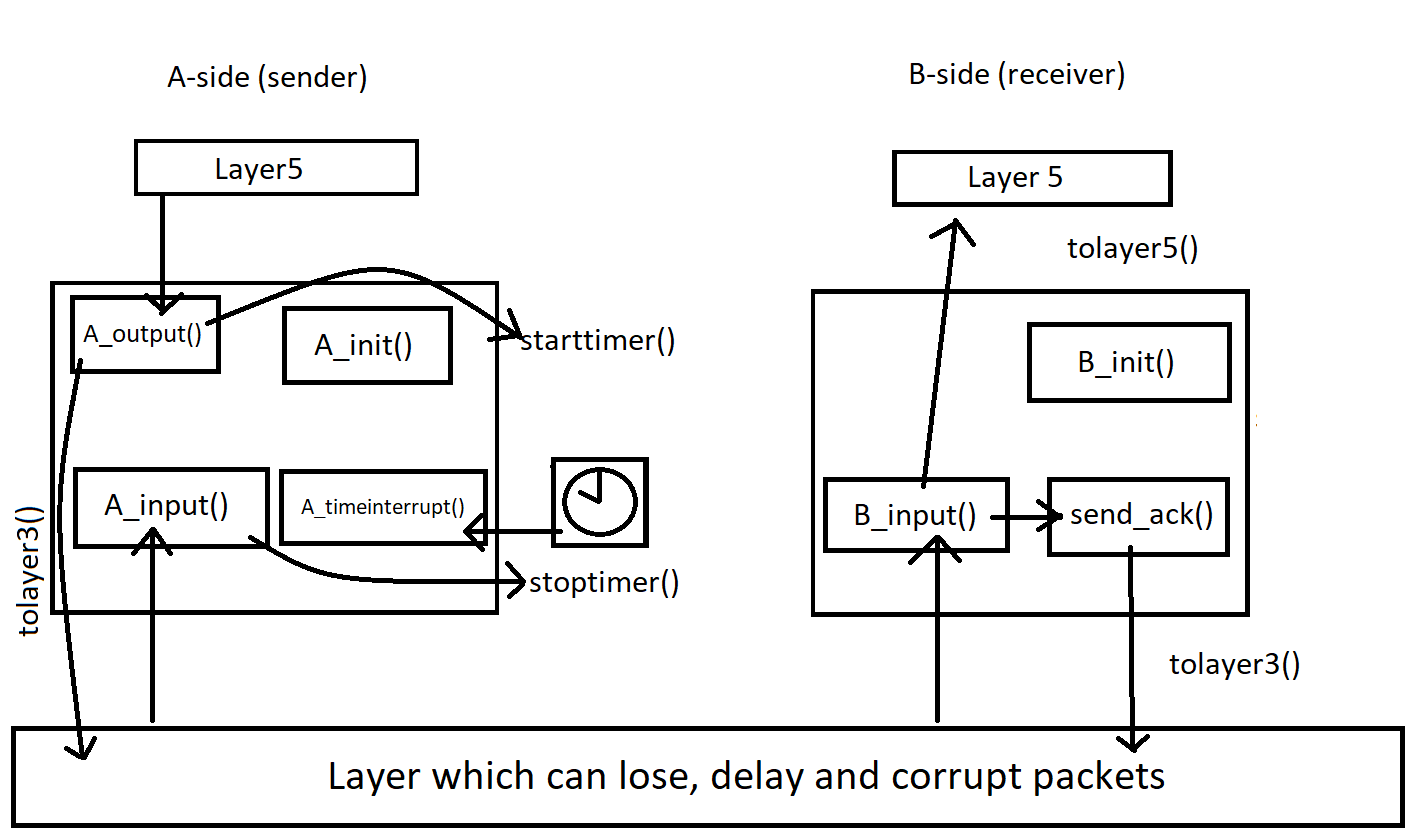 A-side (sender)
B-side (receiver)
Layer5
Layer 5
tolayer5()
A_output()
A_init()
starttimer()
B_init()
A_input()
A_timeinterrupt()
B_input()
send_ack()
tolayer3()
stoptimer()
tolayer3()
Layer which can lose, delay and corrupt packets